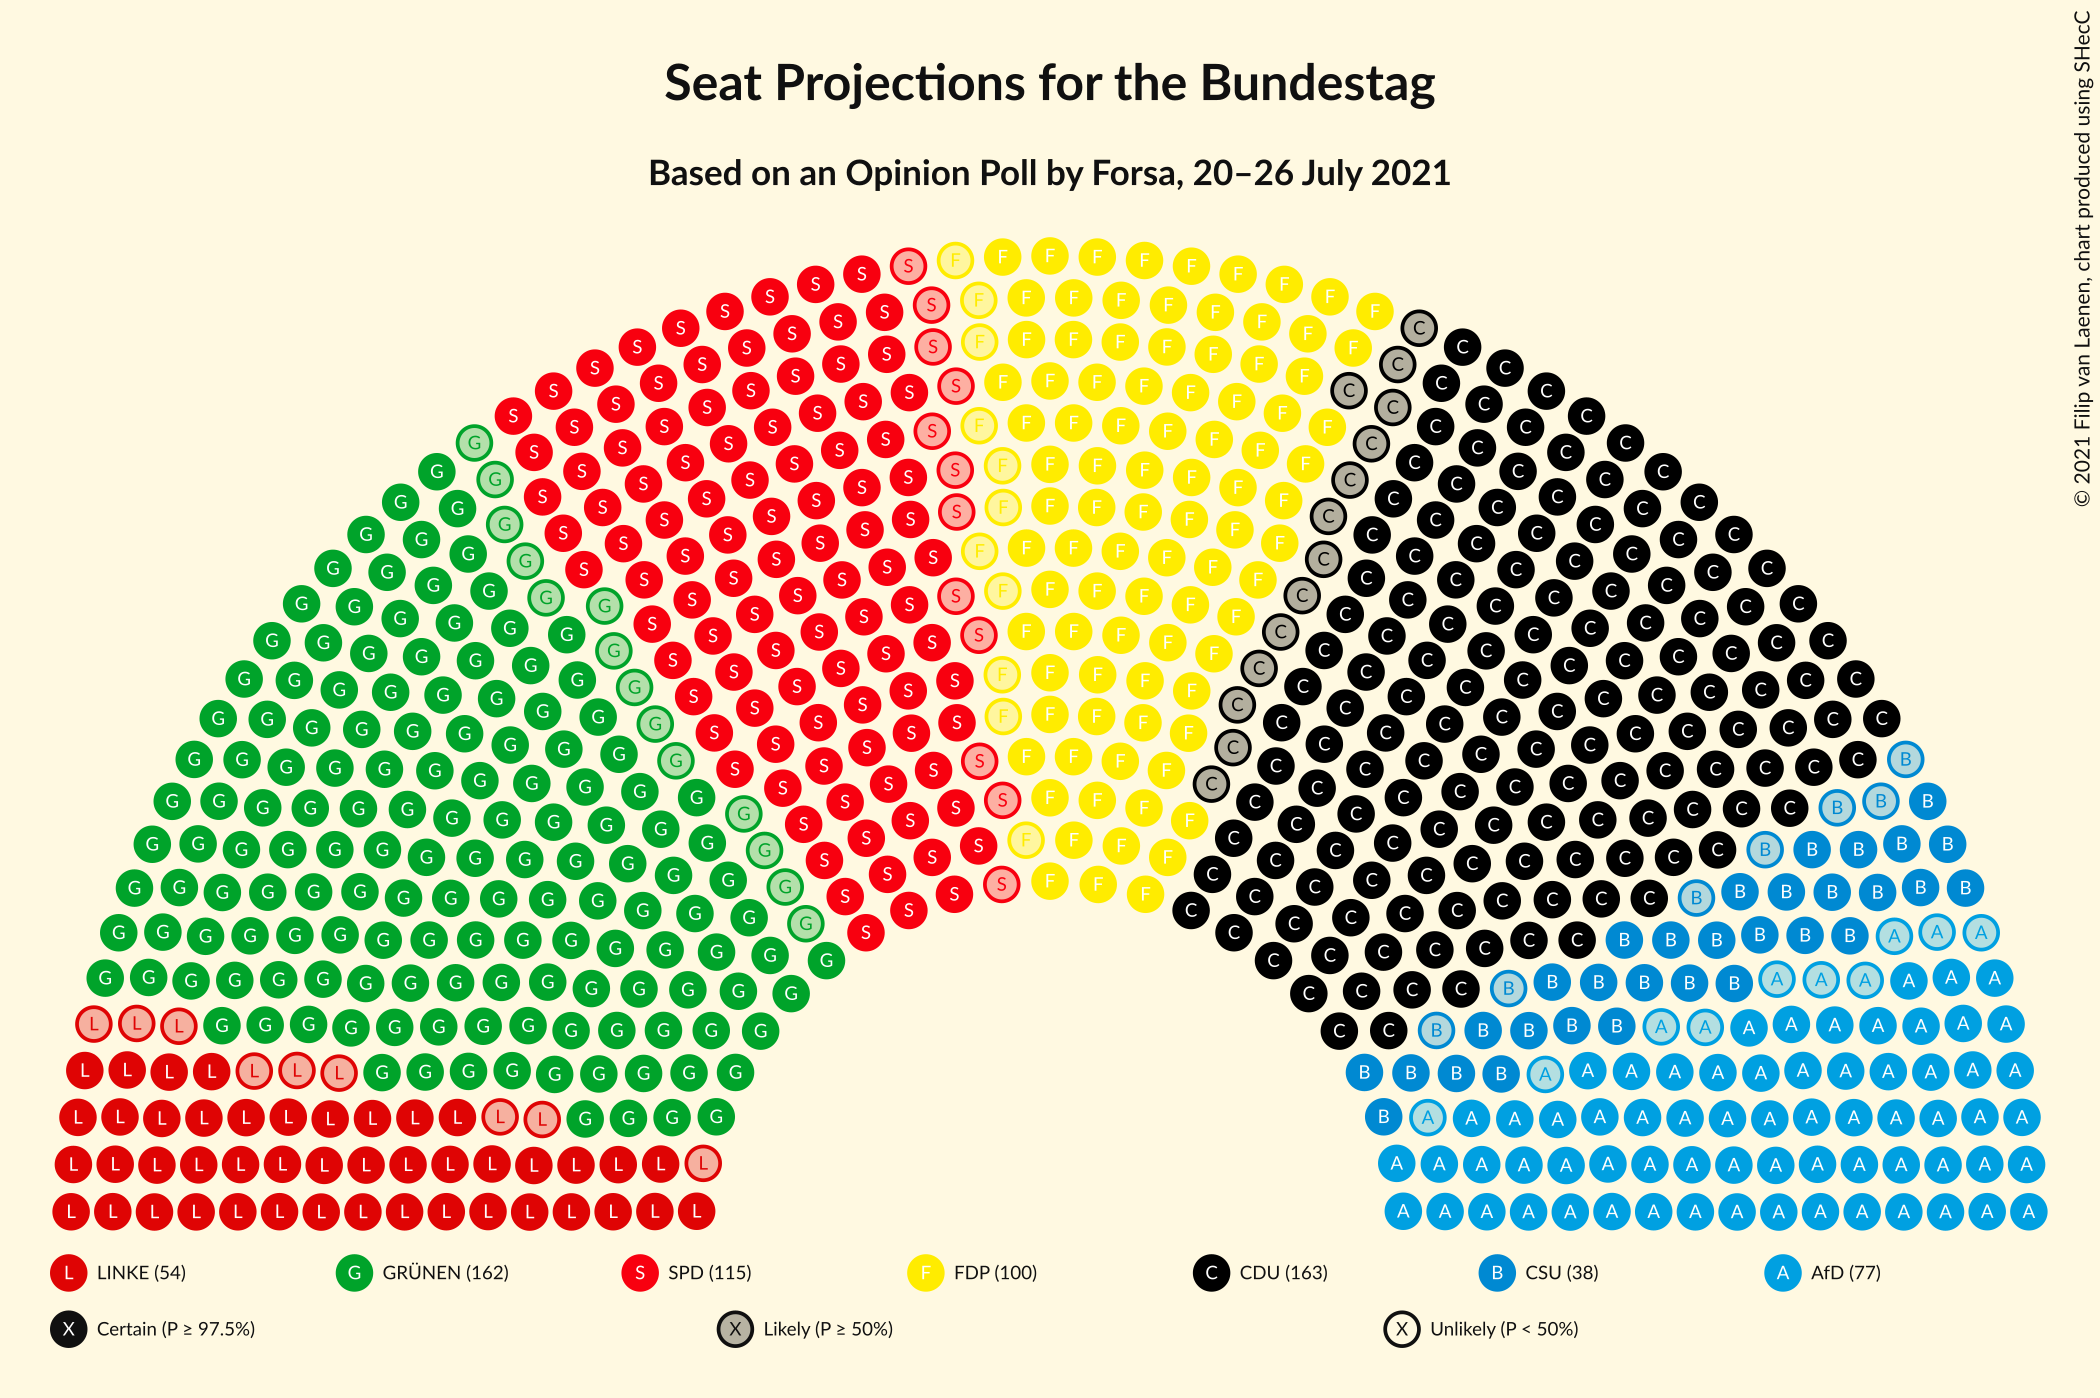 Seat Projections for the Bundestag
Based on an Opinion Poll by Forsa, 20–26 July 2021
© 2021 Filip van Laenen, chart produced using SHecC
L LINKE (54)
G GRÜNEN (162)
S SPD (115)
F FDP (100)
C CDU (163)
B CSU (38)
A AfD (77)
X Certain (P ≥ 97.5%)
X Likely (P ≥ 50%)
X Unlikely (P < 50%)